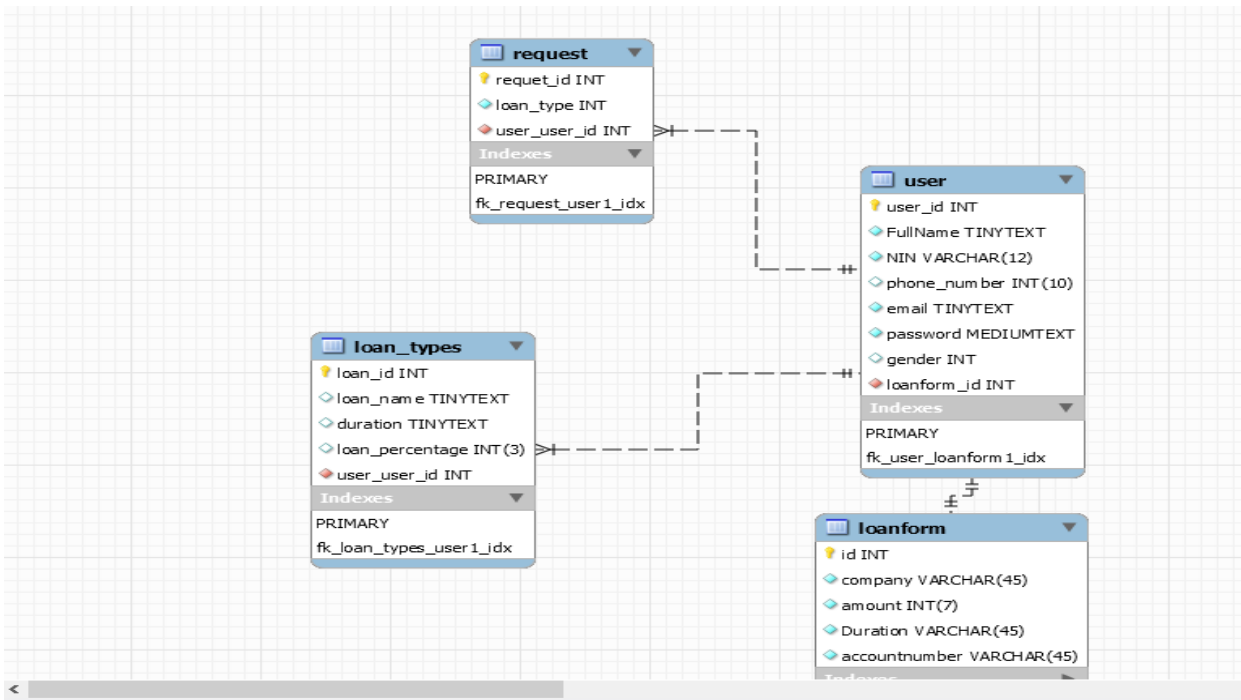 request
requet_id INT
loan_type INT
user_user_id INT
Indexes
PRIMARY
fk_request_user1_idx
user
user_id INT
FullName TINYTEXT
NIN VARCHAR(12)
phone_number INT(10)
email TINYTEXT
password MEDIUMTEXT
gender INT
loanform_id INT
Indexes
PRIMARY
fk_user_loanform1_idx
loan_types
loan_id INT
loan_name TINYTEXT
duration TINYTEXT
loan_percentage INT(3)
user_user_id INT
Indexes
PRIMARY
fk_loan_types_user1_idx
loanform
id INT
company VARCHAR(45)
amount INT(7)
Duration VARCHAR(45)
accountnumber VARCHAR(45)
Indexes